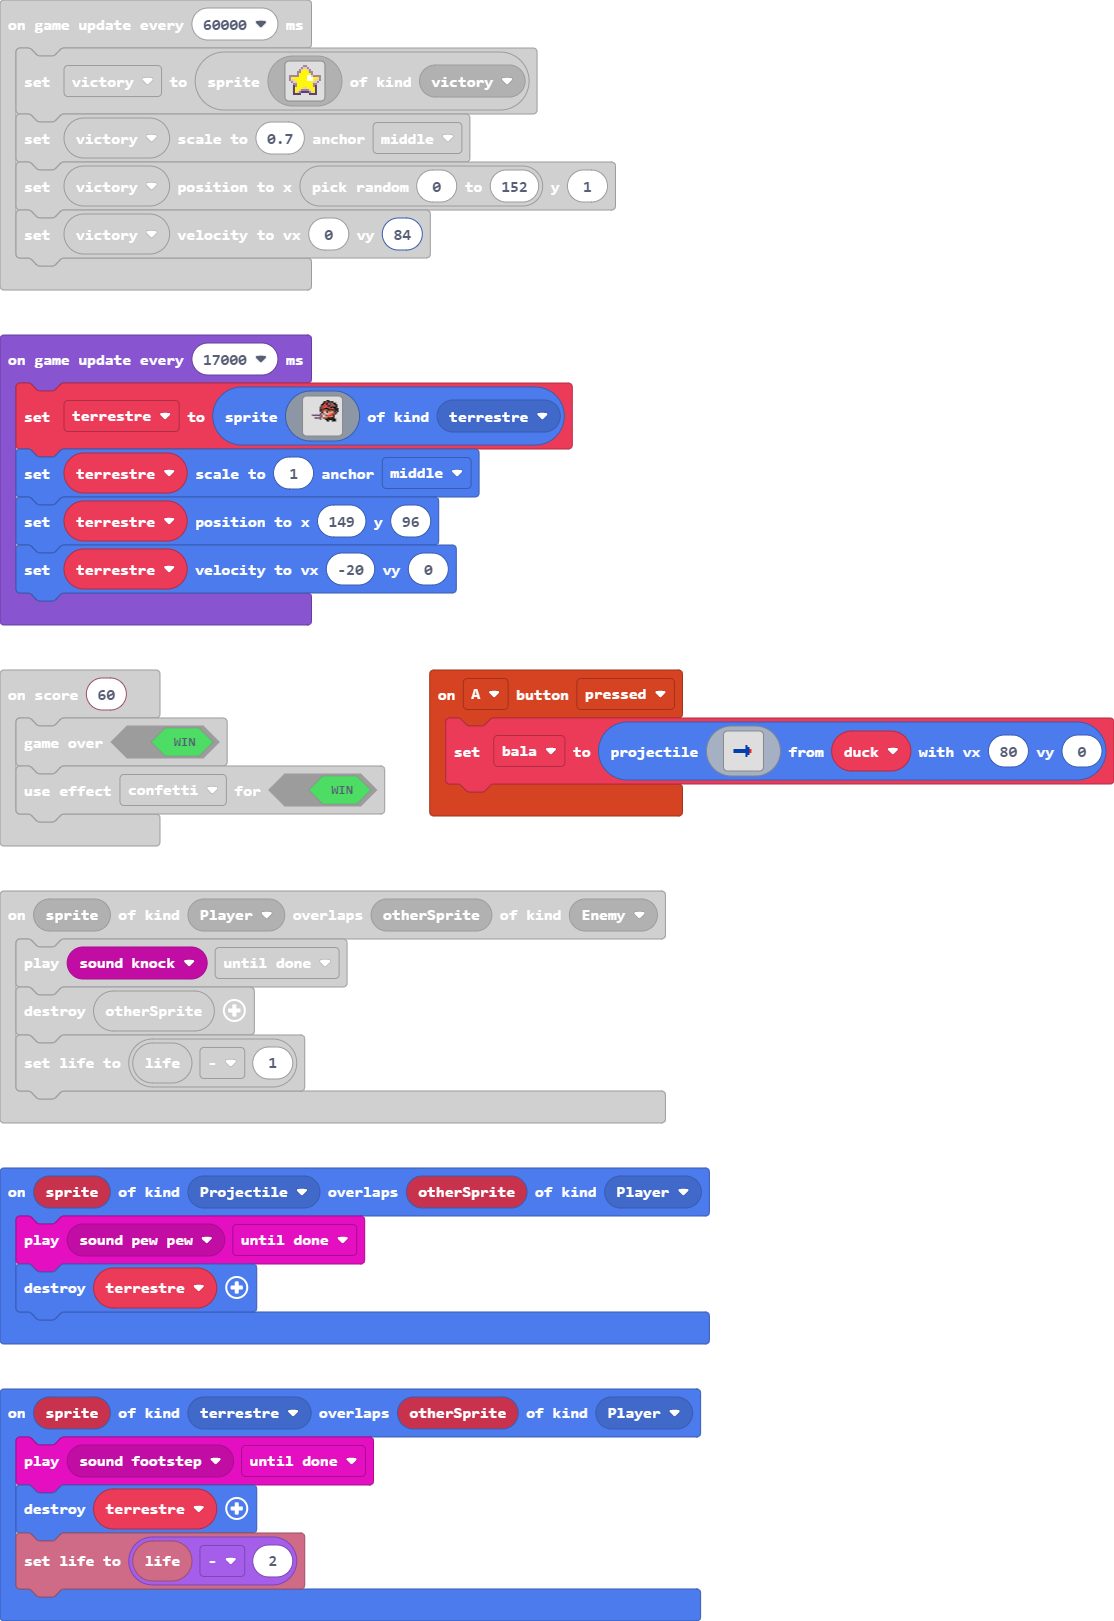 on game update every 60000 ms
set victory to sprite of kind victory
set victory scale to 0.7 anchor middle
set victory position to x pick random 0 to 152 y 1
set victory velocity to vx 0 vy 84
on game update every 17000 ms
set terrestre to sprite of kind terrestre
set terrestre scale to 1 anchor middle
set terrestre position to x 149 y 96
set terrestre velocity to vx -20 vy 0
on score 60
game over WIN
use effect confetti for WIN
on A button pressed
set bala to projectile from duck with vx 80 vy 0
on sprite of kind Player overlaps otherSprite of kind Enemy
play sound knock until done
destroy otherSprite
set life to life - 1
on sprite of kind Projectile overlaps otherSprite of kind Player
play sound pew pew until done
destroy terrestre
on sprite of kind terrestre overlaps otherSprite of kind Player
play sound footstep until done
destroy terrestre
set life to life - 2